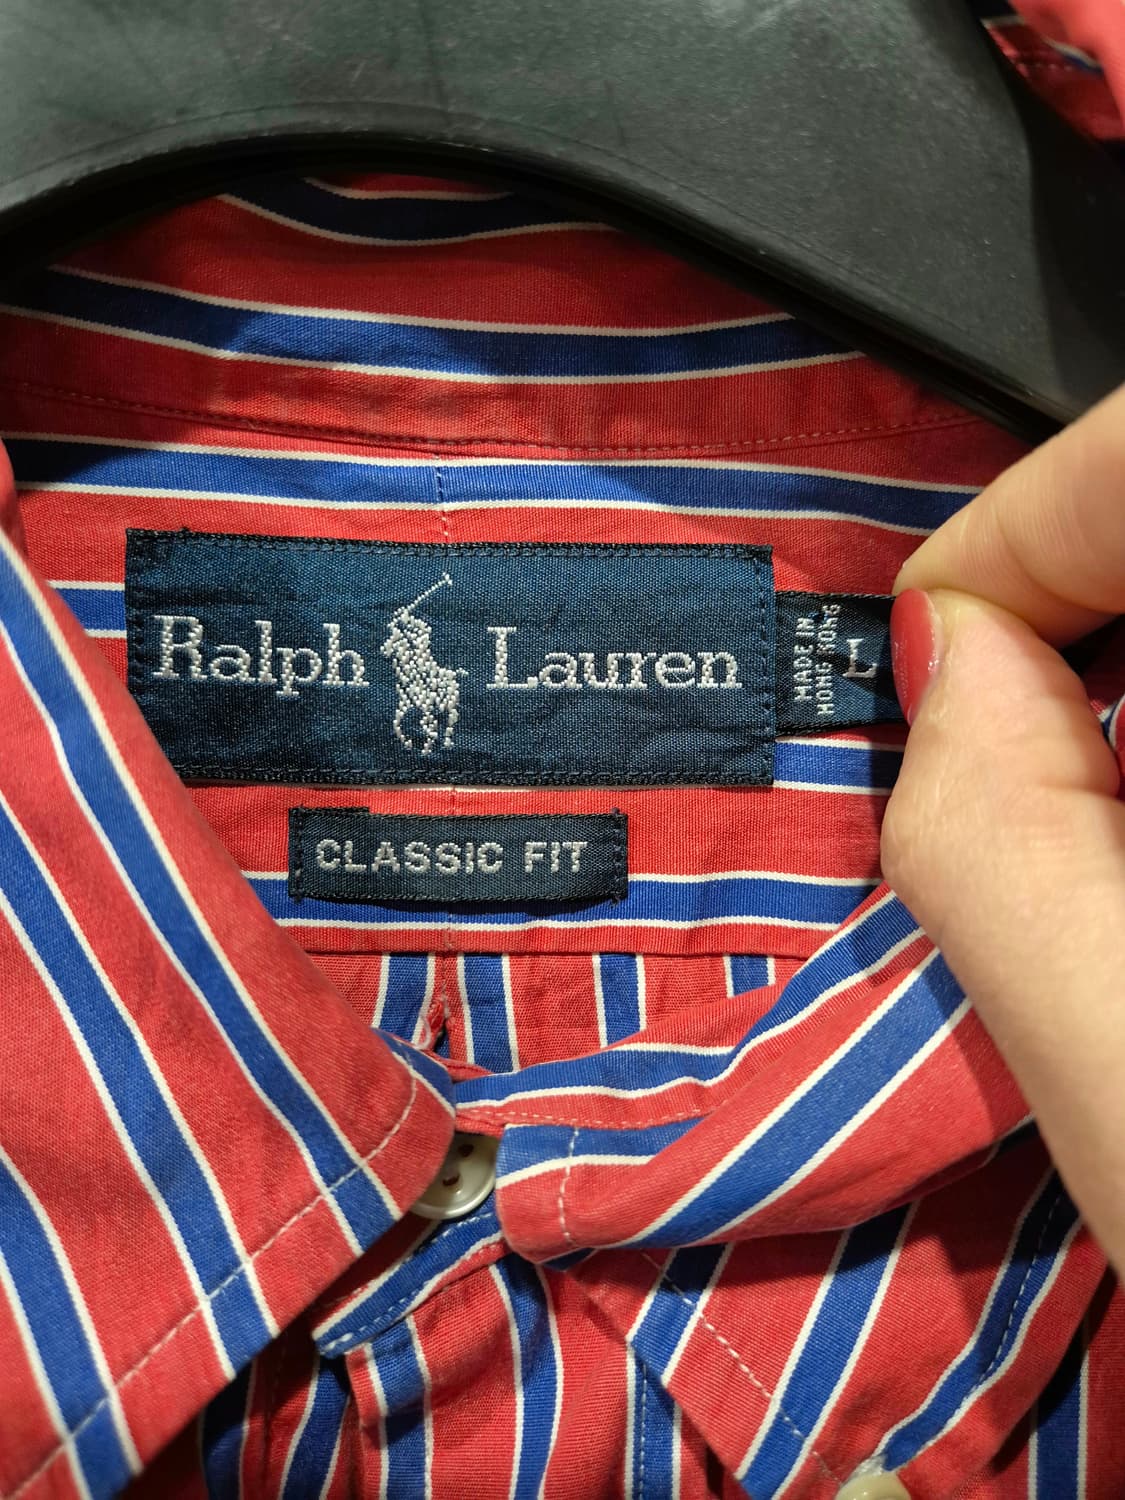 Ralph Lauren
MADE IN
HONG KONG
L
CLASSIC FIT